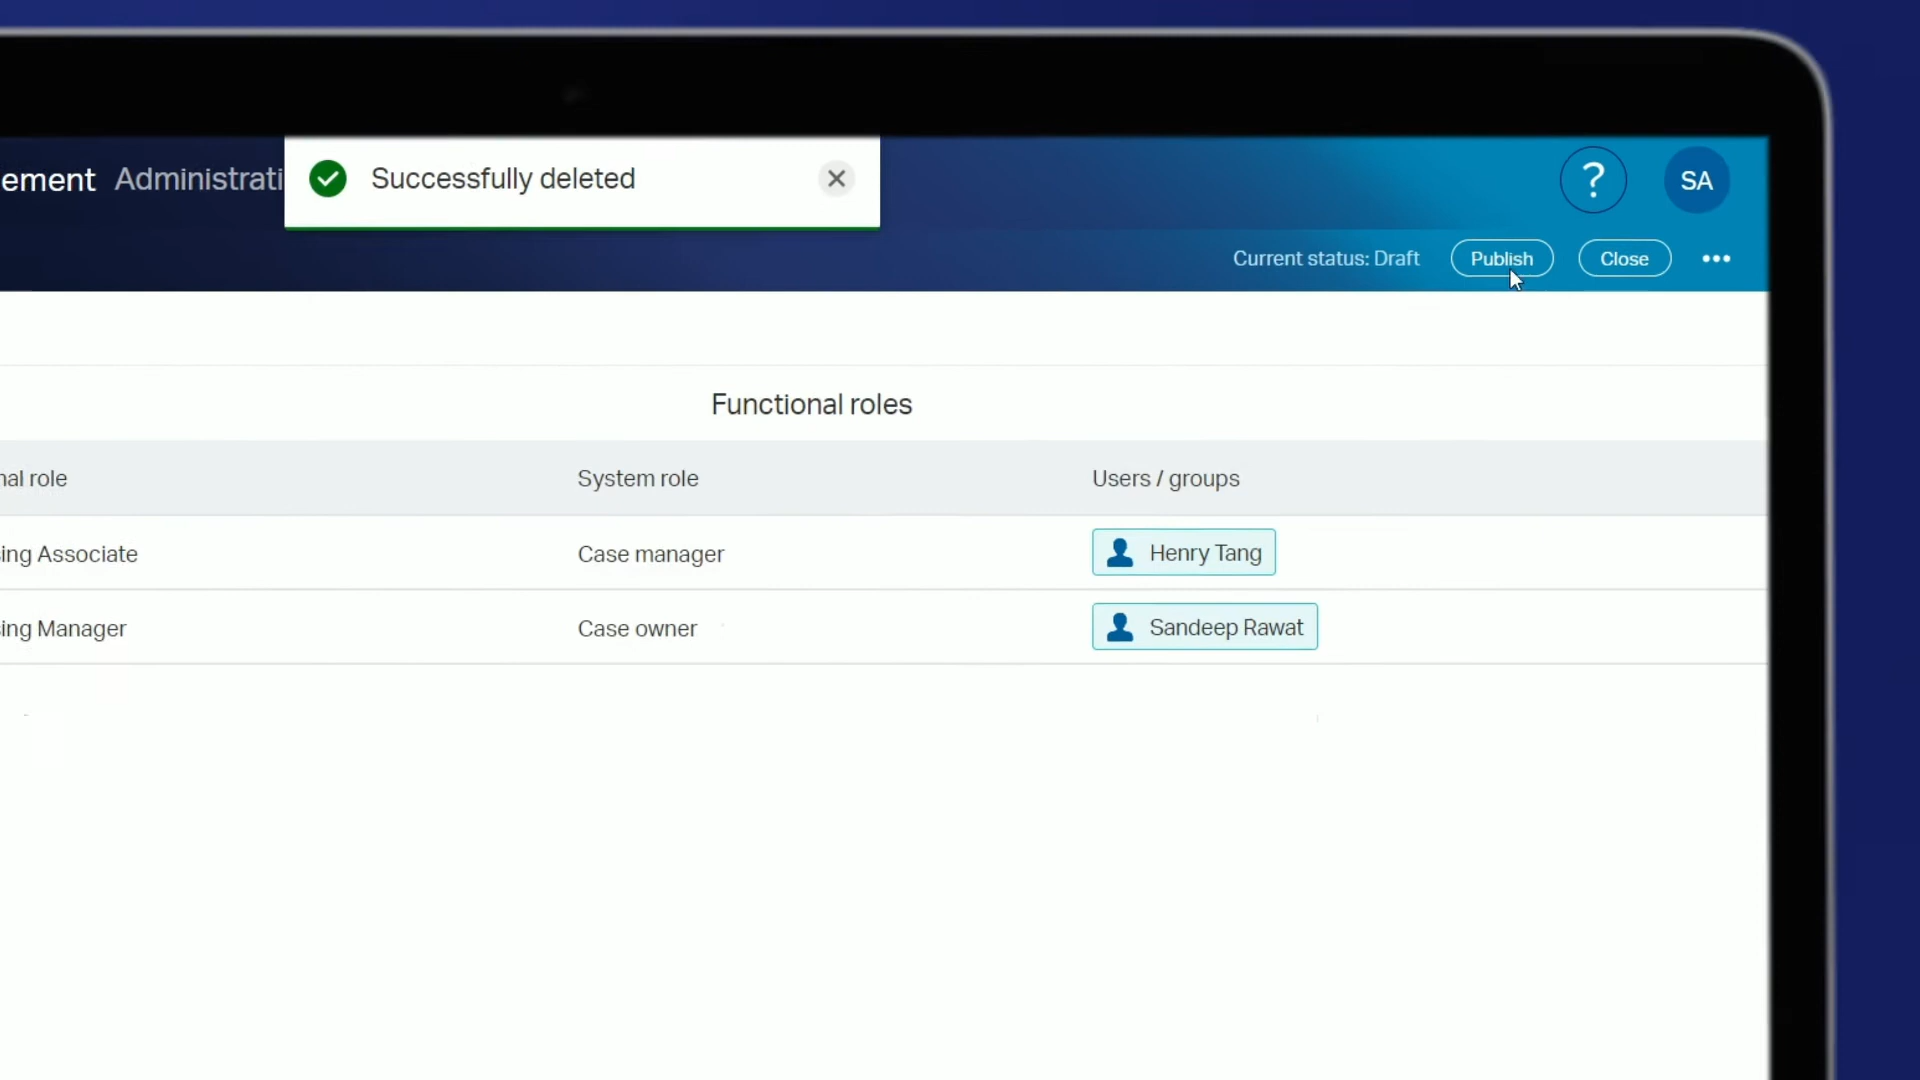 ement Administrati
Successfully deleted
? SA
Current status: Draft Publish Close
Functional roles
nal role System role Users / groups
ing Associate Case manager Henry Tang
ing Manager Case owner Sandeep Rawat